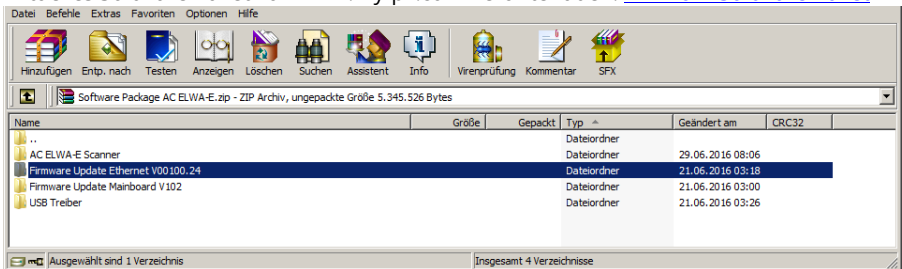 Datei Befehle Extras Favoriten Optionen Hilfe
Hinzufügen Entp. nach Testen Anzeigen Löschen Suchen Assistent Info Virenprüfung Kommentar SFX
Software Package AC ELWA-E.zip - ZIP Archiv, ungepackte Größe 5.345.526 Bytes
Name Größe Gepackt Typ Geändert am CRC32
.. Dateiordner
AC ELWA-E Scanner Dateiordner 29.06.2016 08:06
Firmware Update Ethernet V00100.24 Dateiordner 21.06.2016 03:18
Firmware Update Mainboard V102 Dateiordner 21.06.2016 03:00
USB Treiber Dateiordner 21.06.2016 03:26
Ausgewählt sind 1 Verzeichnis Insgesamt 4 Verzeichnisse